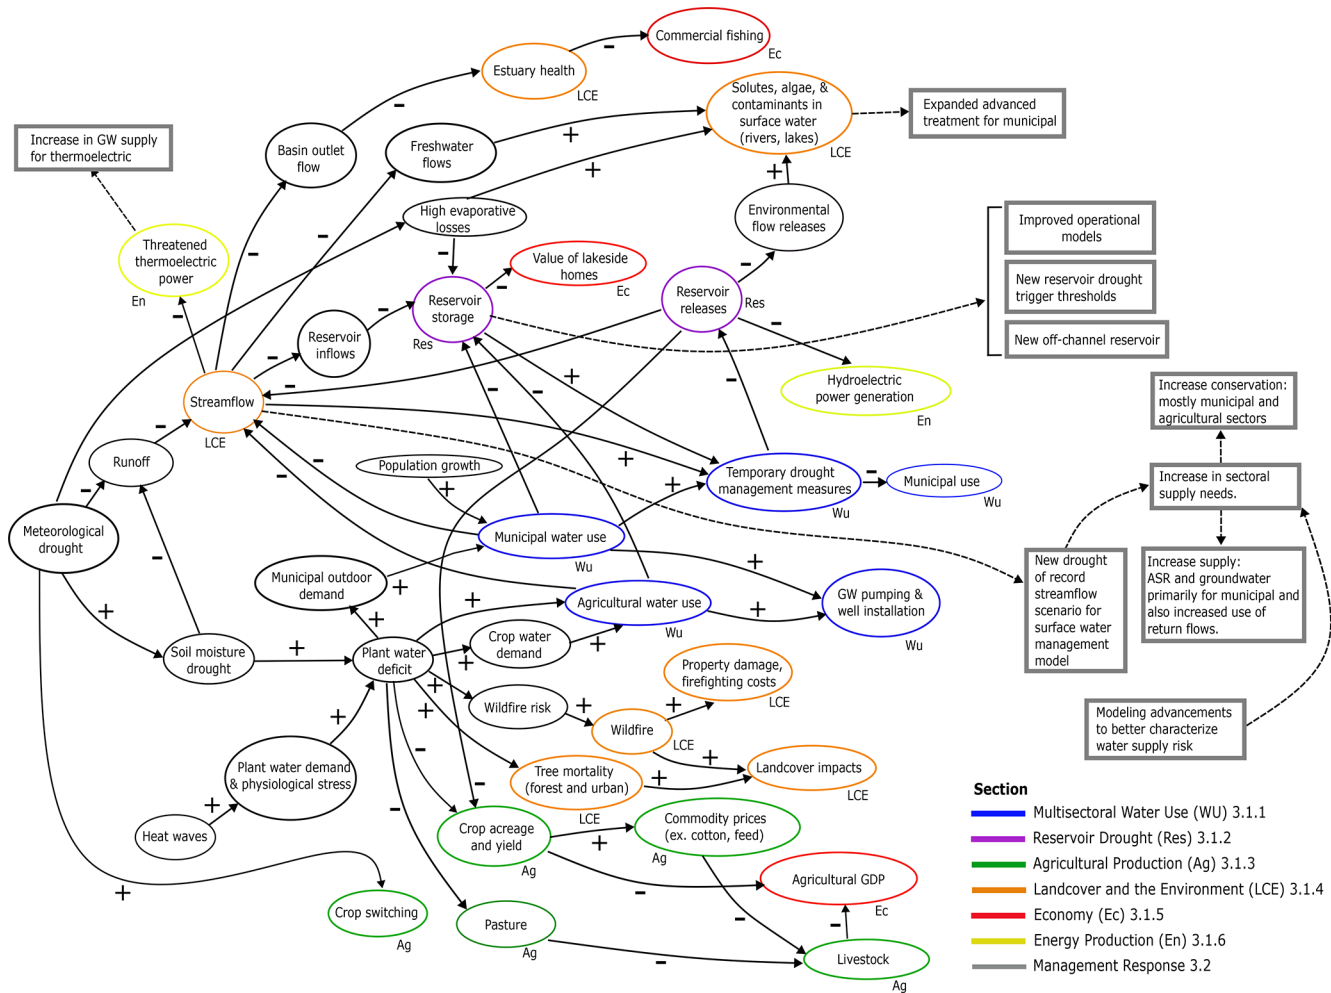 Commercial fishing
Ec
Estuary health
LCE
Solutes, algae, &
contaminants in
surface water
(rivers, lakes)
LCE
Expanded advanced
treatment for municipal
Increase in GW supply
for thermoelectric
Basin outlet
flow
Freshwater
flows
High evaporative
losses
Environmental
flow releases
Improved operational
models
New reservoir drought
trigger thresholds
New off-channel reservoir
Threatened
thermoelectric
power
En
Value of lakeside
homes
Ec
Reservoir
storage
Res
Reservoir
releases
Res
Reservoir
inflows
Hydroelectric
power generation
En
Streamflow
LCE
Increase conservation:
mostly municipal and
agricultural sectors
Runoff
Population growth
Temporary drought
management measures
Wu
Municipal use
Wu
Increase in sectoral
supply needs.
Meteorological
drought
Municipal water use
Wu
Municipal outdoor
demand
Agricultural water use
Wu
GW pumping &
well installation
Wu
New drought
of record
streamflow
scenario for
surface water
management
model
Increase supply:
ASR and groundwater
primarily for municipal and
also increased use of
return flows.
Soil moisture
drought
Plant water
deficit
Crop water
demand
Property damage,
firefighting costs
LCE
Wildfire risk
Wildfire
LCE
Modeling advancements
to better characterize
water supply risk
Plant water demand
& physiological stress
Tree mortality
(forest and urban)
LCE
Landcover impacts
LCE
Heat waves
Crop acreage
and yield
Ag
Commodity prices
(ex. cotton, feed)
Ag
Agricultural GDP
Ec
Crop switching
Ag
Pasture
Ag
Livestock
Ag
Section
Multisectoral Water Use (WU) 3.1.1
Reservoir Drought (Res) 3.1.2
Agricultural Production (Ag) 3.1.3
Landcover and the Environment (LCE) 3.1.4
Economy (Ec) 3.1.5
Energy Production (En) 3.1.6
Management Response 3.2